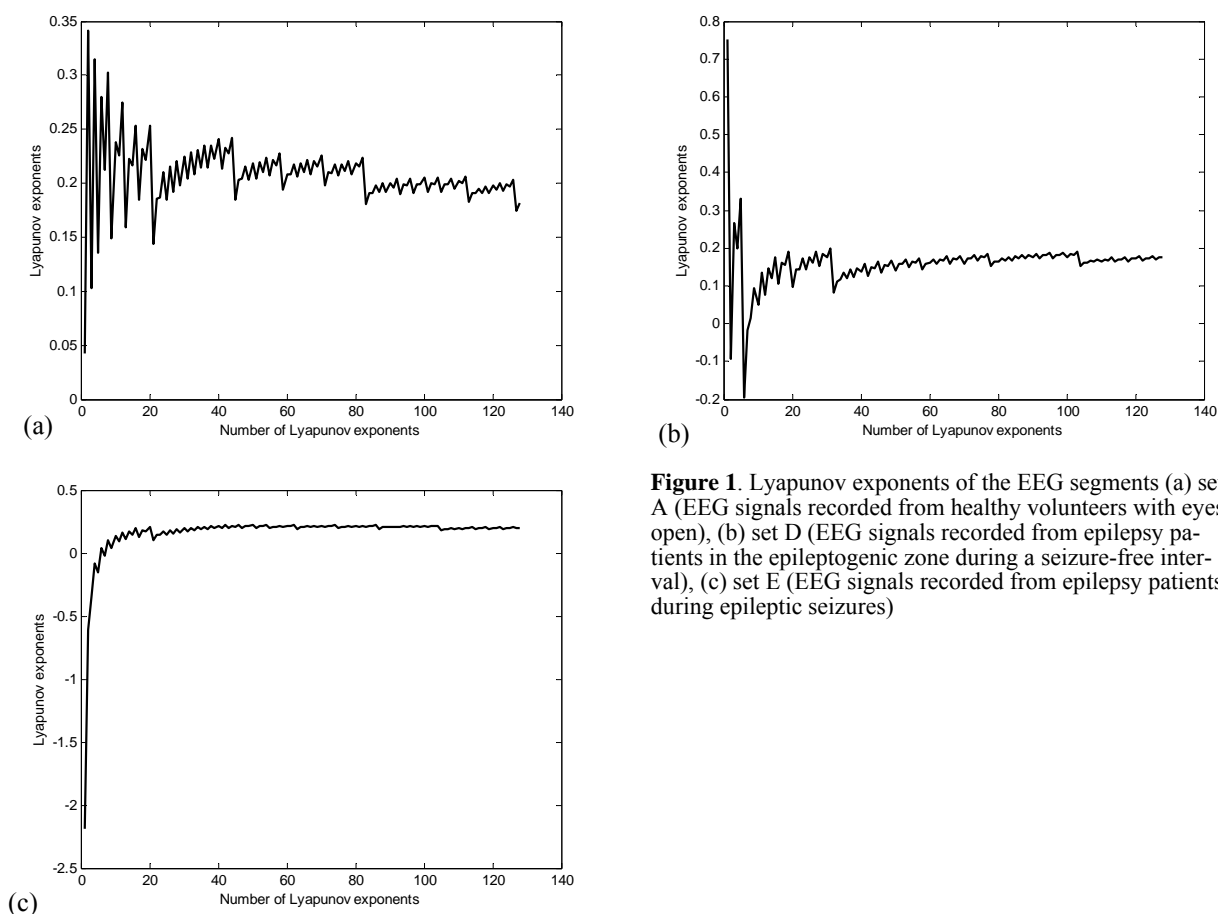 0.35
0.3
0.25
0.2
0.15
0.1
0.05
0
Lyapunov exponents
0 20 40 60 80 100 120 140
Number of Lyapunov exponents
(a)
0.8
0.7
0.6
0.5
0.4
0.3
0.2
0.1
0
-0.1
-0.2
Lyapunov exponents
0 20 40 60 80 100 120 140
Number of Lyapunov exponents
(b)
0.5
0
-0.5
-1
-1.5
-2
-2.5
Lyapunov exponents
0 20 40 60 80 100 120 140
Number of Lyapunov exponents
(c)
Figure 1. Lyapunov exponents of the EEG segments (a) se
A (EEG signals recorded from healthy volunteers with eyes
open), (b) set D (EEG signals recorded from epilepsy pa-
tients in the epileptogenic zone during a seizure-free inter-
val), (c) set E (EEG signals recorded from epilepsy patients
during epileptic seizures)